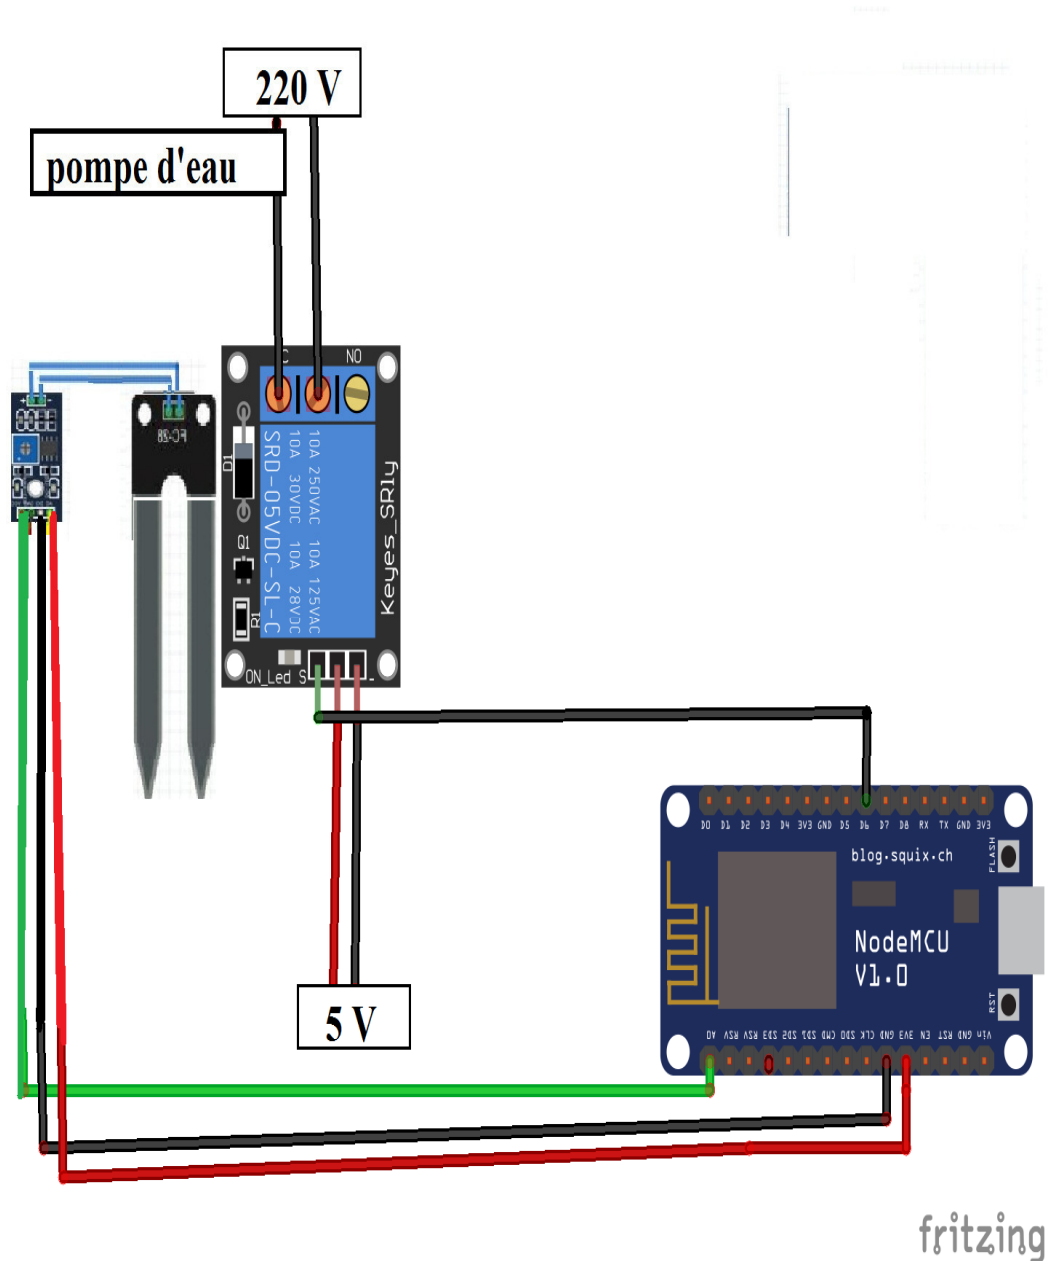 220 V
pompe d'eau
C
NO
FC-28
SRD-05VDC-SL-C
10A 30VDC 10A 28VDC
10A 250VAC 10A 125VAC
Keyes_SRly
D1
Q1
R1
ON_Led S
-
+ -
5 V
D0 D1 D2 D3 D4 3V3 GND D5 D6 D7 D8 RX TX GND 3V3
blog.squix.ch
FLASH
NodeMCU
V1.0
RST
A0 RSV RSV SD3 SD2 SD1 CMD SD0 CLK GND 3V3 EN RST GND Vin
fritzing